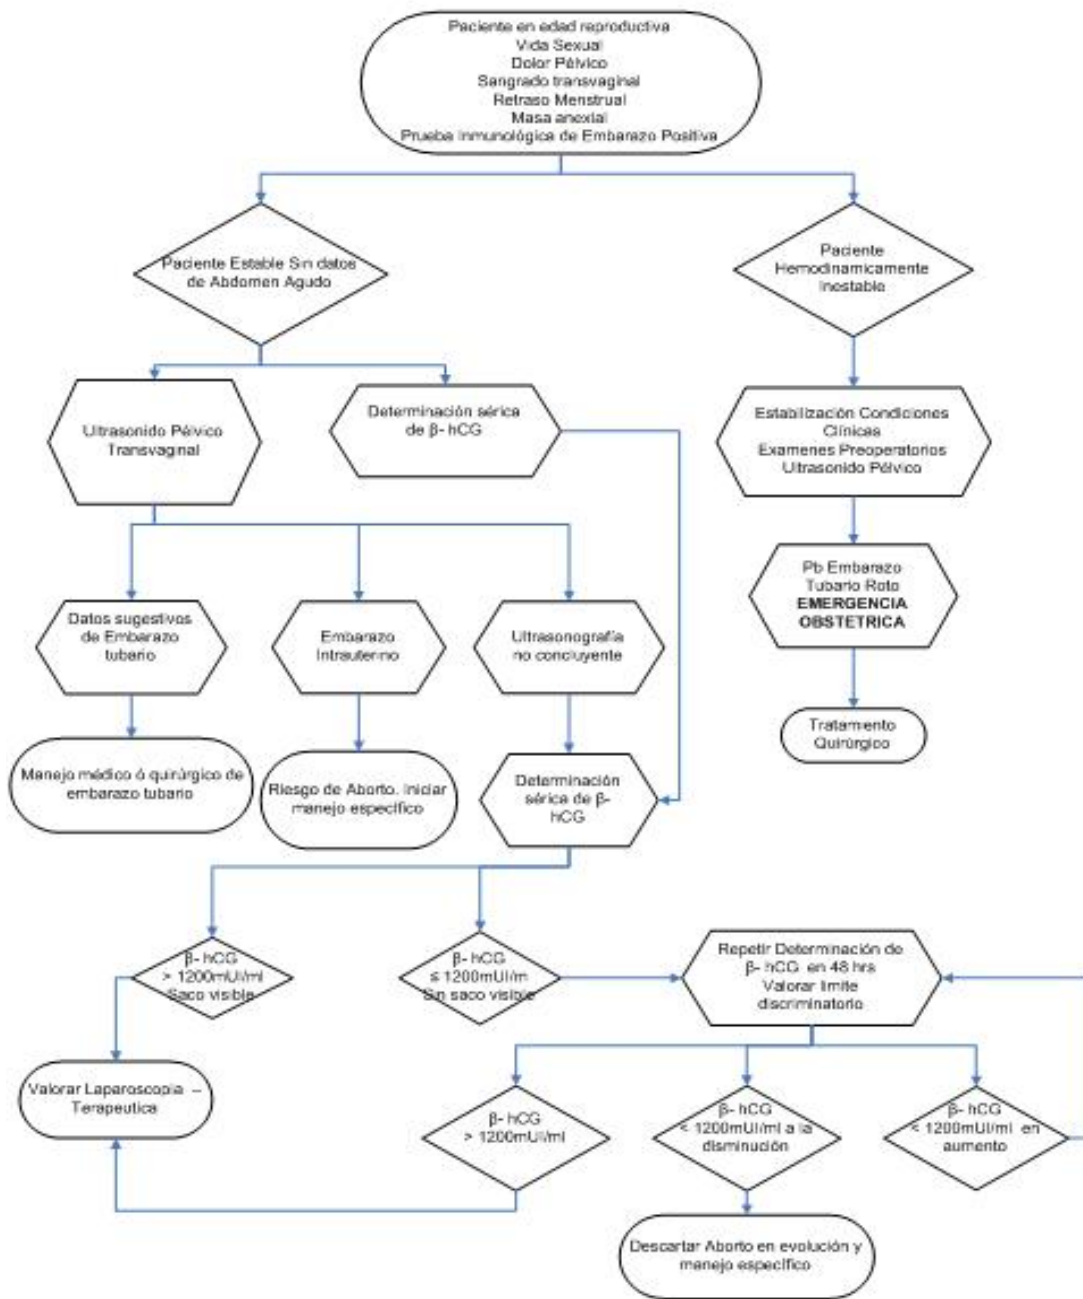 Paciente en edad reproductiva
Vida Sexual
Dolor Pélvico
Sangrado transvaginal
Retraso Menstrual
Masa anexial
Prueba Inmunológica de Embarazo Positiva
Paciente Estable Sin datos
de Abdomen Agudo
Paciente
Hemodinamicamente
Inestable
Ultrasonido Pélvico
Transvaginal
Determinación sérica
de β- hCG
Estabilización Condiciones
Clínicas
Examenes Preoperatorios
Ultrasonido Pélvico
Pb Embarazo
Tubario Roto
EMERGENCIA
OBSTETRICA
Datos sugestivos
de Embarazo
tubario
Embarazo
Intrauterino
Ultrasonografía
no concluyente
Tratamiento
Quirúrgico
Manejo médico ó quirúrgico de
embarazo tubario
Riesgo de Aborto. Iniciar
manejo específico
Determinación
sérica de β-
hCG
β- hCG
> 1200mUI/ml
Saco visible
β- hCG
≤ 1200mUI/m
Sin saco visible
Repetir Determinación de
β- hCG en 48 hrs
Valorar limite
discriminatorio
Valorar Laparoscopia –
Terapeutica
β- hCG
> 1200mUI/ml
β- hCG
< 1200mUI/ml a la
disminución
β- hCG
< 1200mUI/ml en
aumento
Descartar Aborto en evolución y
manejo específico